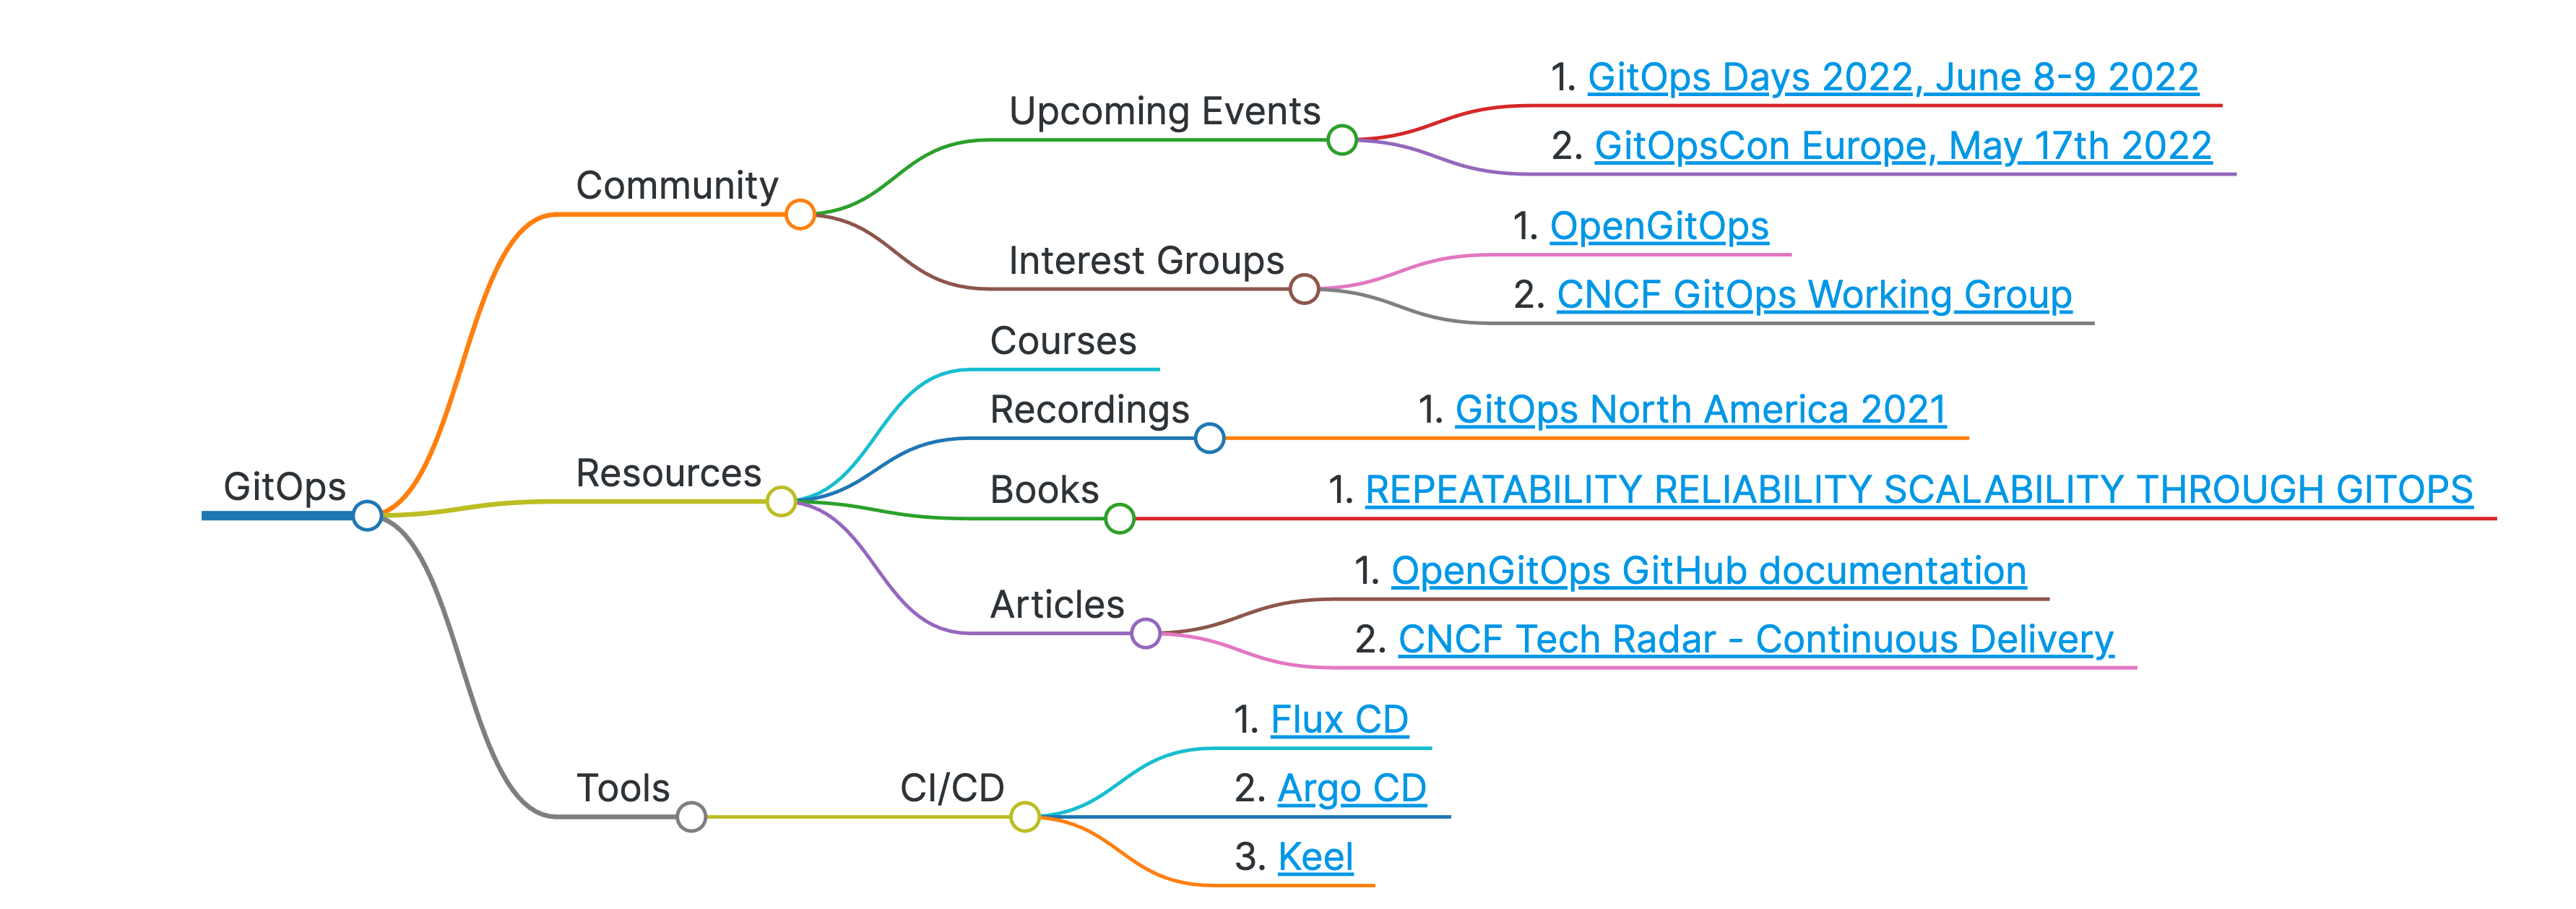 GitOps
Community
Upcoming Events
1. GitOps Days 2022, June 8-9 2022
2. GitOpsCon Europe, May 17th 2022
Interest Groups
1. OpenGitOps
2. CNCF GitOps Working Group
Resources
Courses
Recordings
1. GitOps North America 2021
Books
1. REPEATABILITY RELIABILITY SCALABILITY THROUGH GITOPS
Articles
1. OpenGitOps GitHub documentation
2. CNCF Tech Radar - Continuous Delivery
Tools
CI/CD
1. Flux CD
2. Argo CD
3. Keel